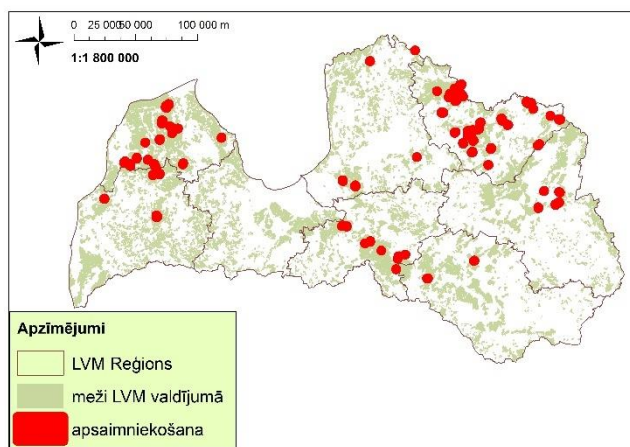 0 25 000 50 000 100 000 m
1:1 800 000
Apzīmējumi
LVM Reģions
meži LVM valdījumā
apsaimniekošana